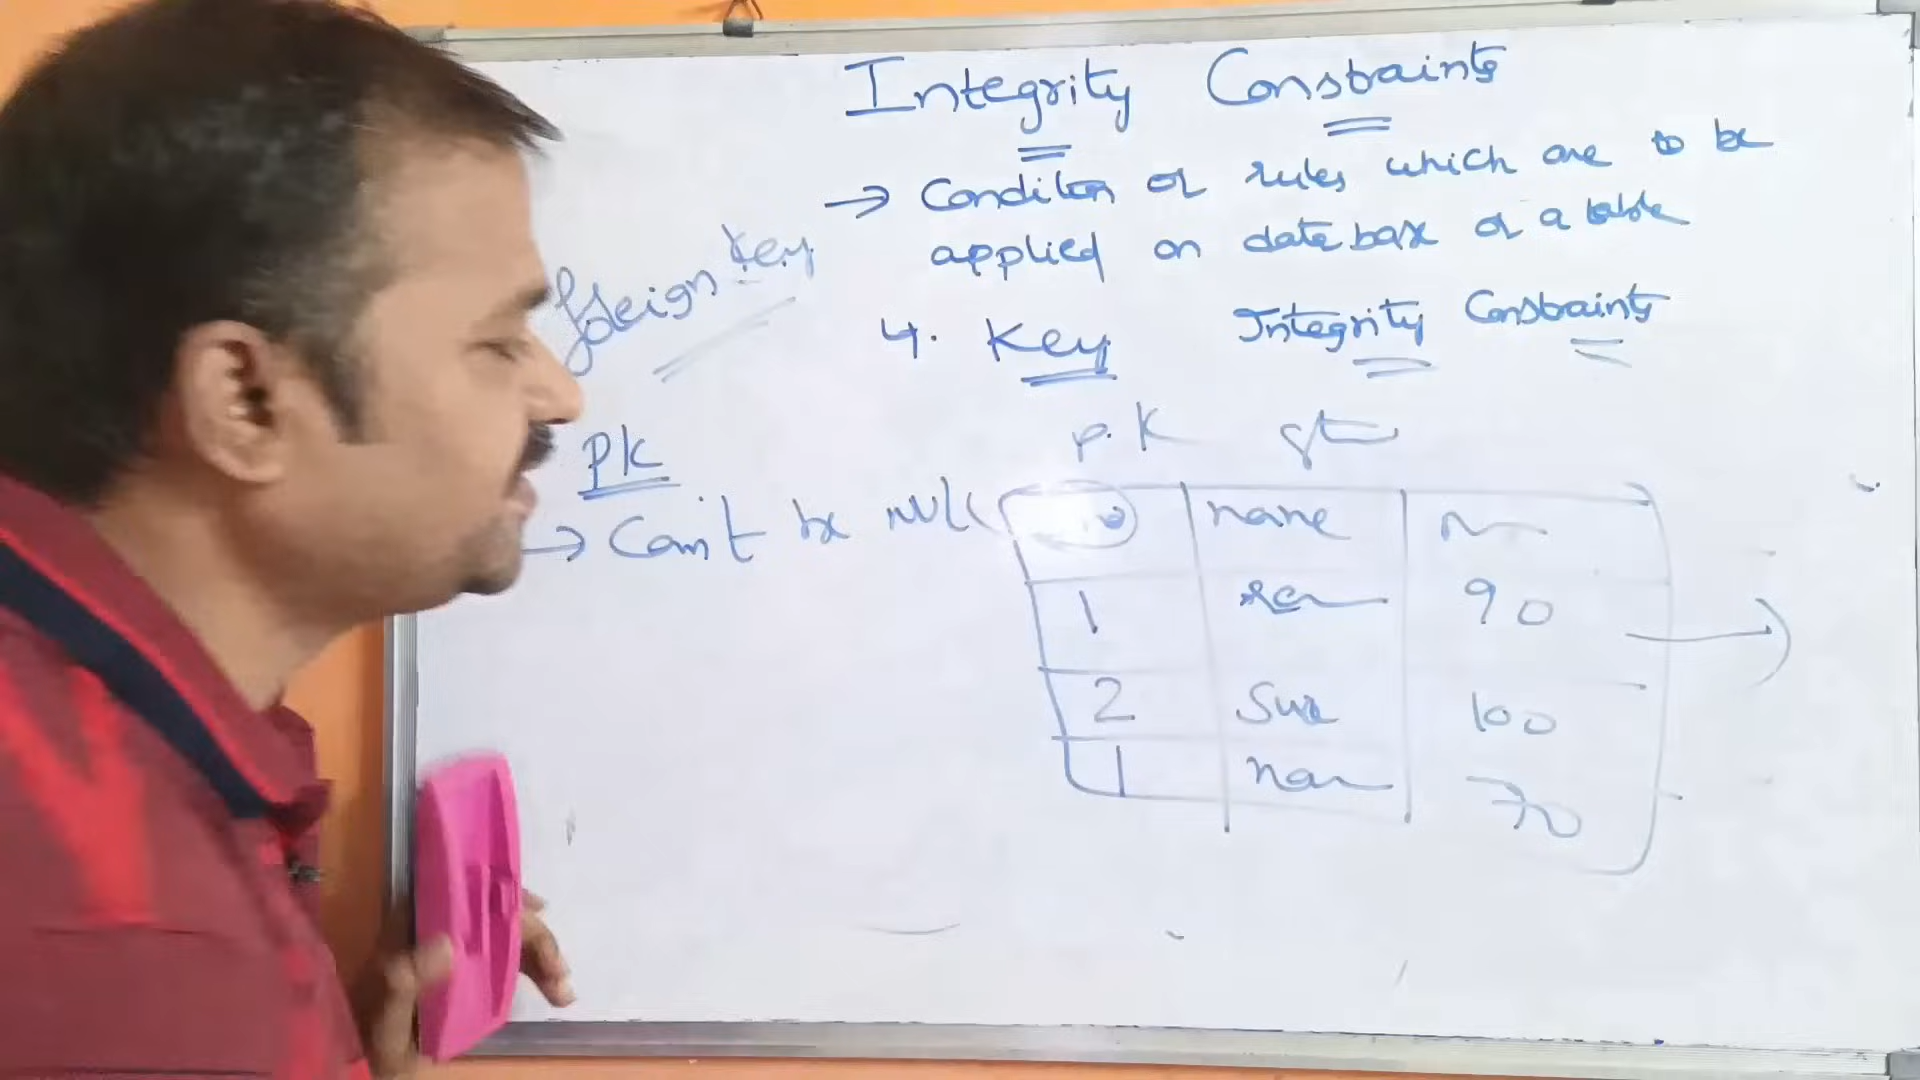 Integrity Constraints
→ Condition or rules which are to be
applied on database or a table
foreign key
4. Key Integrity Constraints
PK
→ Can't be NULL
P.K
name
1 90
2 Sur 100
1 70